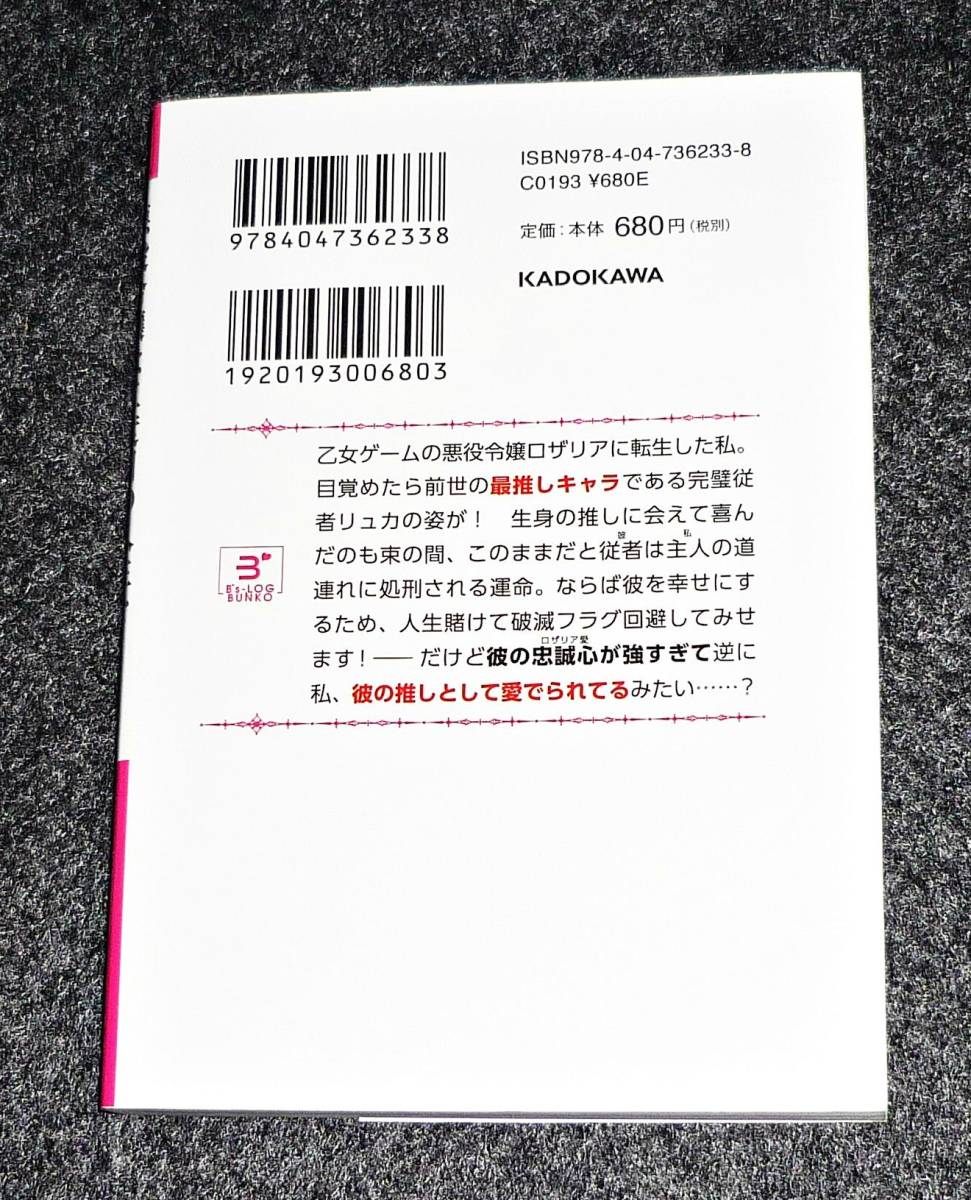 ISBN978-4-04-736233-8
C0193 ¥680E
9784047362338
定価：本体 680円（税別）
KADOKAWA
1920193006803
乙女ゲームの悪役令嬢ロザリアに転生した私。
目覚めたら前世の最推しキャラである完璧従
者リュカの姿が！ 生身の推しに会えて喜ん
彼 私
だのも束の間、このままだと従者は主人の道
連れに処刑される運命。ならば彼を幸せにす
るため、人生賭けて破滅フラグ回避してみせ
ロザリア愛
ます！―― だけど彼の忠誠心が強すぎて逆に
私、彼の推しとして愛でられてるみたい……？
B's-LOG
BUNKO